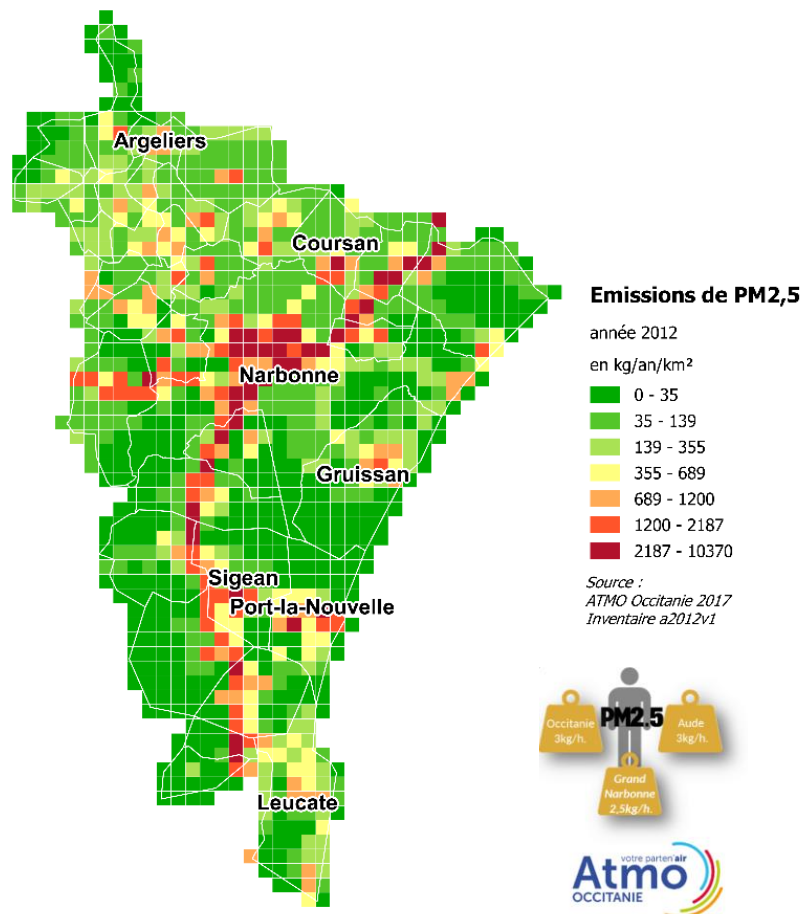 Argeliers
Coursan
Narbonne
Gruissan
Sigean
Port-la-Nouvelle
Leucate
Emissions de PM2,5
année 2012
en kg/an/km²
0 - 35
35 - 139
139 - 355
355 - 689
689 - 1200
1200 - 2187
2187 - 10370
Source :
ATMO Occitanie 2017
Inventaire a2012v1
PM2.5
Occitanie
3kg/h.
Aude
3kg/h.
Grand
Narbonne
2,5kg/h.
votre parten'air
Atmo
OCCITANIE